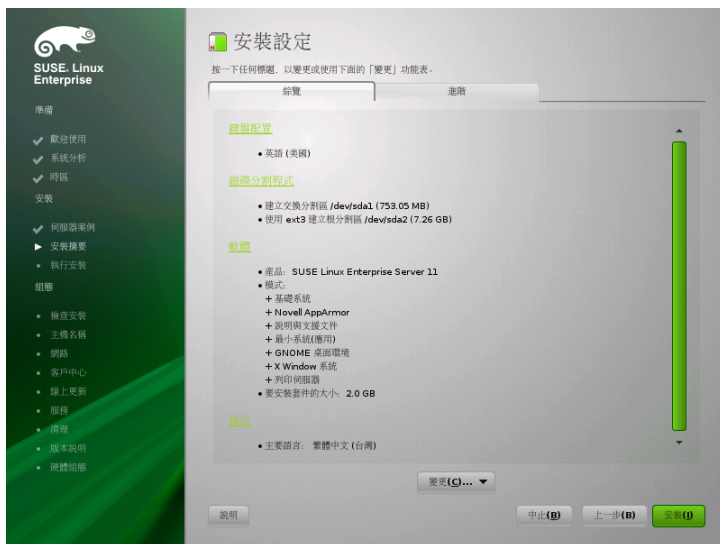 SUSE. Linux
Enterprise
準備
歡迎使用
系統分析
時區
安裝
伺服器案例
安裝摘要
執行安裝
組態
檢查安裝
主機名稱
網路
客戶中心
線上更新
服務
清理
版本說明
硬體組態
安裝設定
按一下任何標題，以變更或使用下面的「變更」功能表。
綜覽
進階
鍵盤配置
• 英語 (美國)
磁碟分割程式
• 建立交換分割區 /dev/sda1 (753.05 MB)
• 使用 ext3 建立根分割區 /dev/sda2 (7.26 GB)
軟體
• 產品： SUSE Linux Enterprise Server 11
• 模式：
+ 基礎系統
+ Novell AppArmor
+ 說明與支援文件
+ 最小系統(應用)
+ GNOME 桌面環境
+ X Window 系統
+ 列印伺服器
• 要安裝套件的大小： 2.0 GB
語言
• 主要語言： 繁體中文 (台灣)
變更(C)...
說明
中止(B)
上一步(B)
安裝(I)